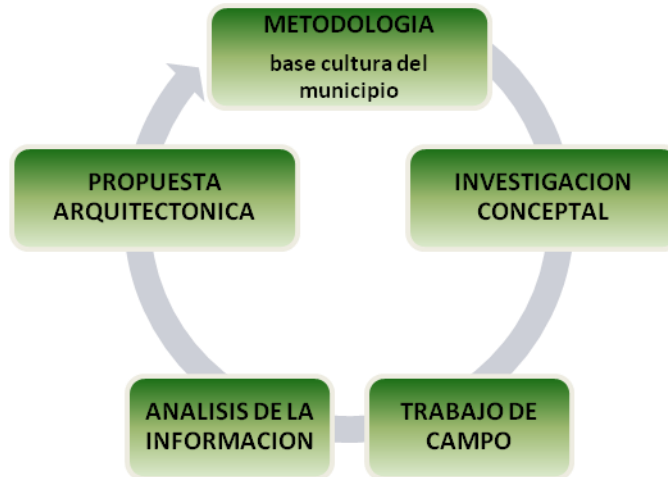 METODOLOGIA
base cultura del
municipio
PROPUESTA
ARQUITECTONICA
INVESTIGACION
CONCEPTAL
ANALISIS DE LA
INFORMACION
TRABAJO DE
CAMPO